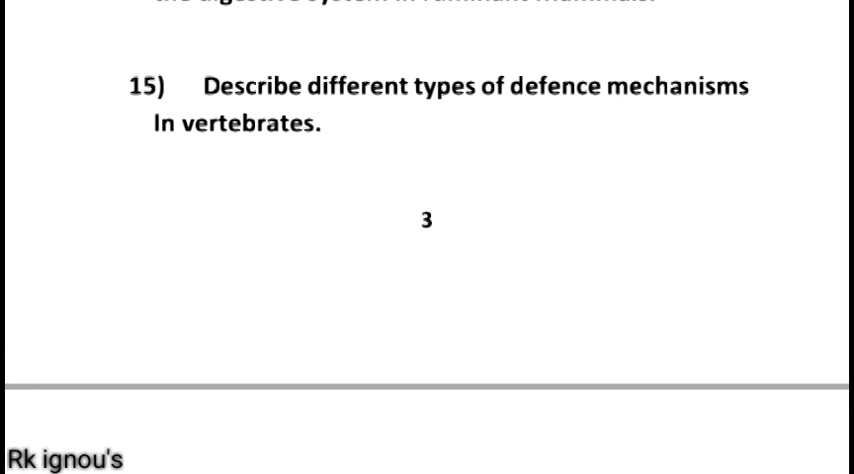 15) Describe different types of defence mechanisms
In vertebrates.
3
Rk ignou's